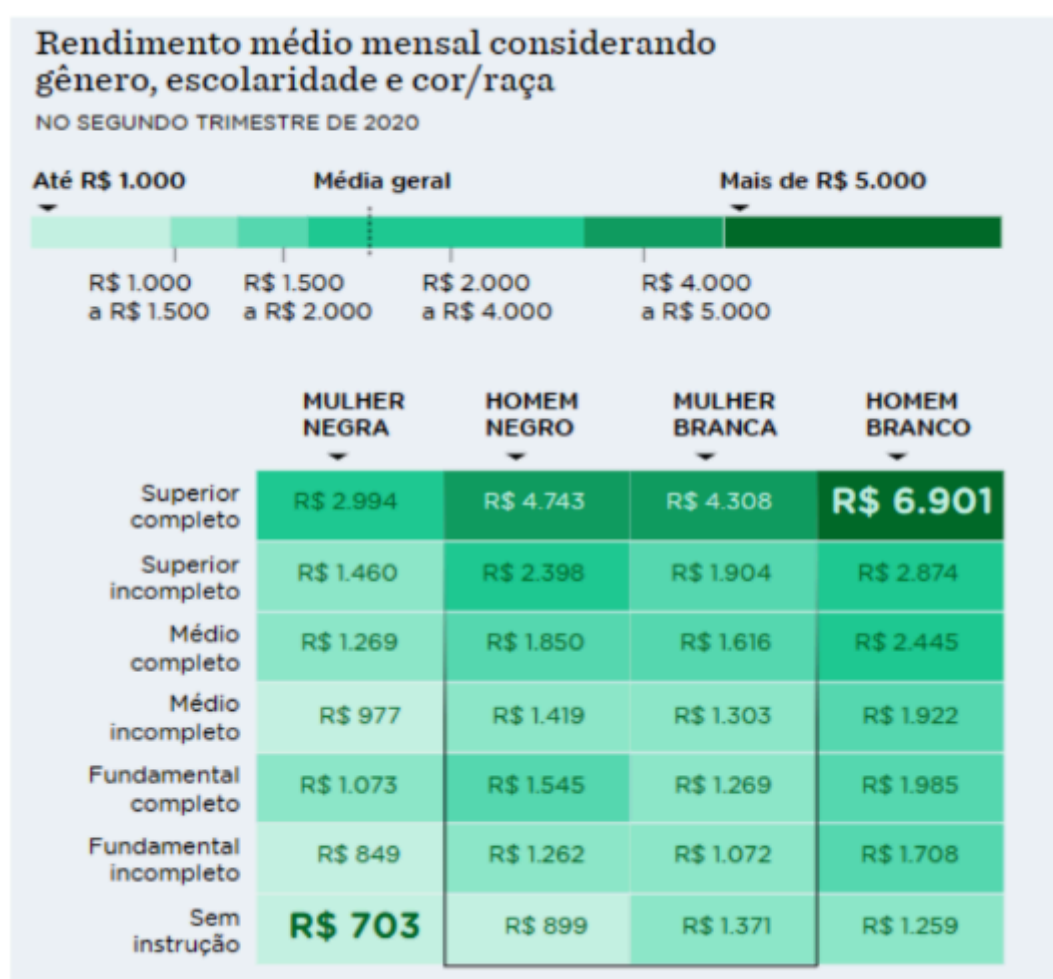 Rendimento médio mensal considerando
gênero, escolaridade e cor/raça
NO SEGUNDO TRIMESTRE DE 2020
Até R$ 1.000 Média geral Mais de R$ 5.000
R$ 1.000 R$ 1.500 R$ 2.000 R$ 4.000
a R$ 1.500 a R$ 2.000 a R$ 4.000 a R$ 5.000
MULHER HOMEM MULHER HOMEM
NEGRA NEGRO BRANCA BRANCO
Superior
completo R$ 2.994 R$ 4.743 R$ 4.308 R$ 6.901
Superior
incompleto R$ 1.460 R$ 2.398 R$ 1.904 R$ 2.874
Médio
completo R$ 1.269 R$ 1.850 R$ 1.616 R$ 2.445
Médio
incompleto R$ 977 R$ 1.419 R$ 1.303 R$ 1.922
Fundamental
completo R$ 1.073 R$ 1.545 R$ 1.269 R$ 1.985
Fundamental
incompleto R$ 849 R$ 1.262 R$ 1.072 R$ 1.708
Sem
instrução R$ 703 R$ 899 R$ 1.371 R$ 1.259